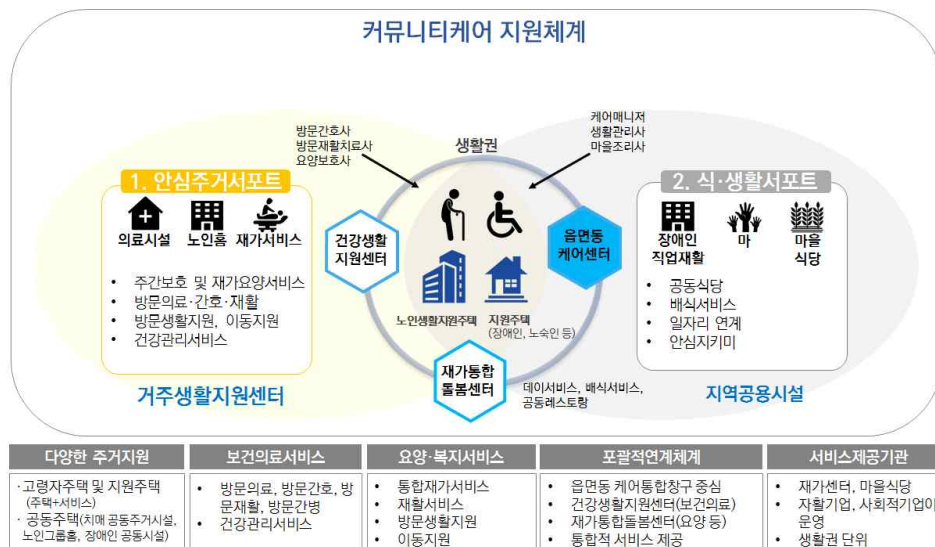 커뮤니티케어 지원체계
방문간호사
방문재활치료사
요양보호사
생활권
케어매니저
생활관리사
마을조리사
1. 안심주거서포트
의료시설 노인홈 재가서비스
• 주간보호 및 재가요양서비스
• 방문의료·간호·재활
• 방문생활지원, 이동지원
• 건강관리서비스
거주생활지원센터
건강생활
지원센터
읍면동
케어센터
노인생활지원주택
지원주택
(장애인, 노숙인 등)
재가통합
돌봄센터
데이서비스, 배식서비스,
공동레스토랑
2. 식·생활서포트
장애인
직업재활
마
마을
식당
• 공동식당
• 배식서비스
• 일자리 연계
• 안심지키미
지역공용시설
다양한 주거지원
·고령자주택 및 지원주택
(주택+서비스)
· 공동주택(치매 공동주거시설,
노인그룹홈, 장애인 공동시설)
보건의료서비스
• 방문의료, 방문간호, 방
문재활, 방문간병
• 건강관리서비스
요양·복지서비스
• 통합재가서비스
• 재활서비스
• 방문생활지원
• 이동지원
포괄적연계체계
• 읍면동 케어통합창구 중심
• 건강생활지원센터(보건의료)
• 재가통합돌봄센터(요양 등)
• 통합적 서비스 제공
서비스제공기관
• 재가센터, 마을식당
• 자활기업, 사회적기업이
운영
• 생활권 단위